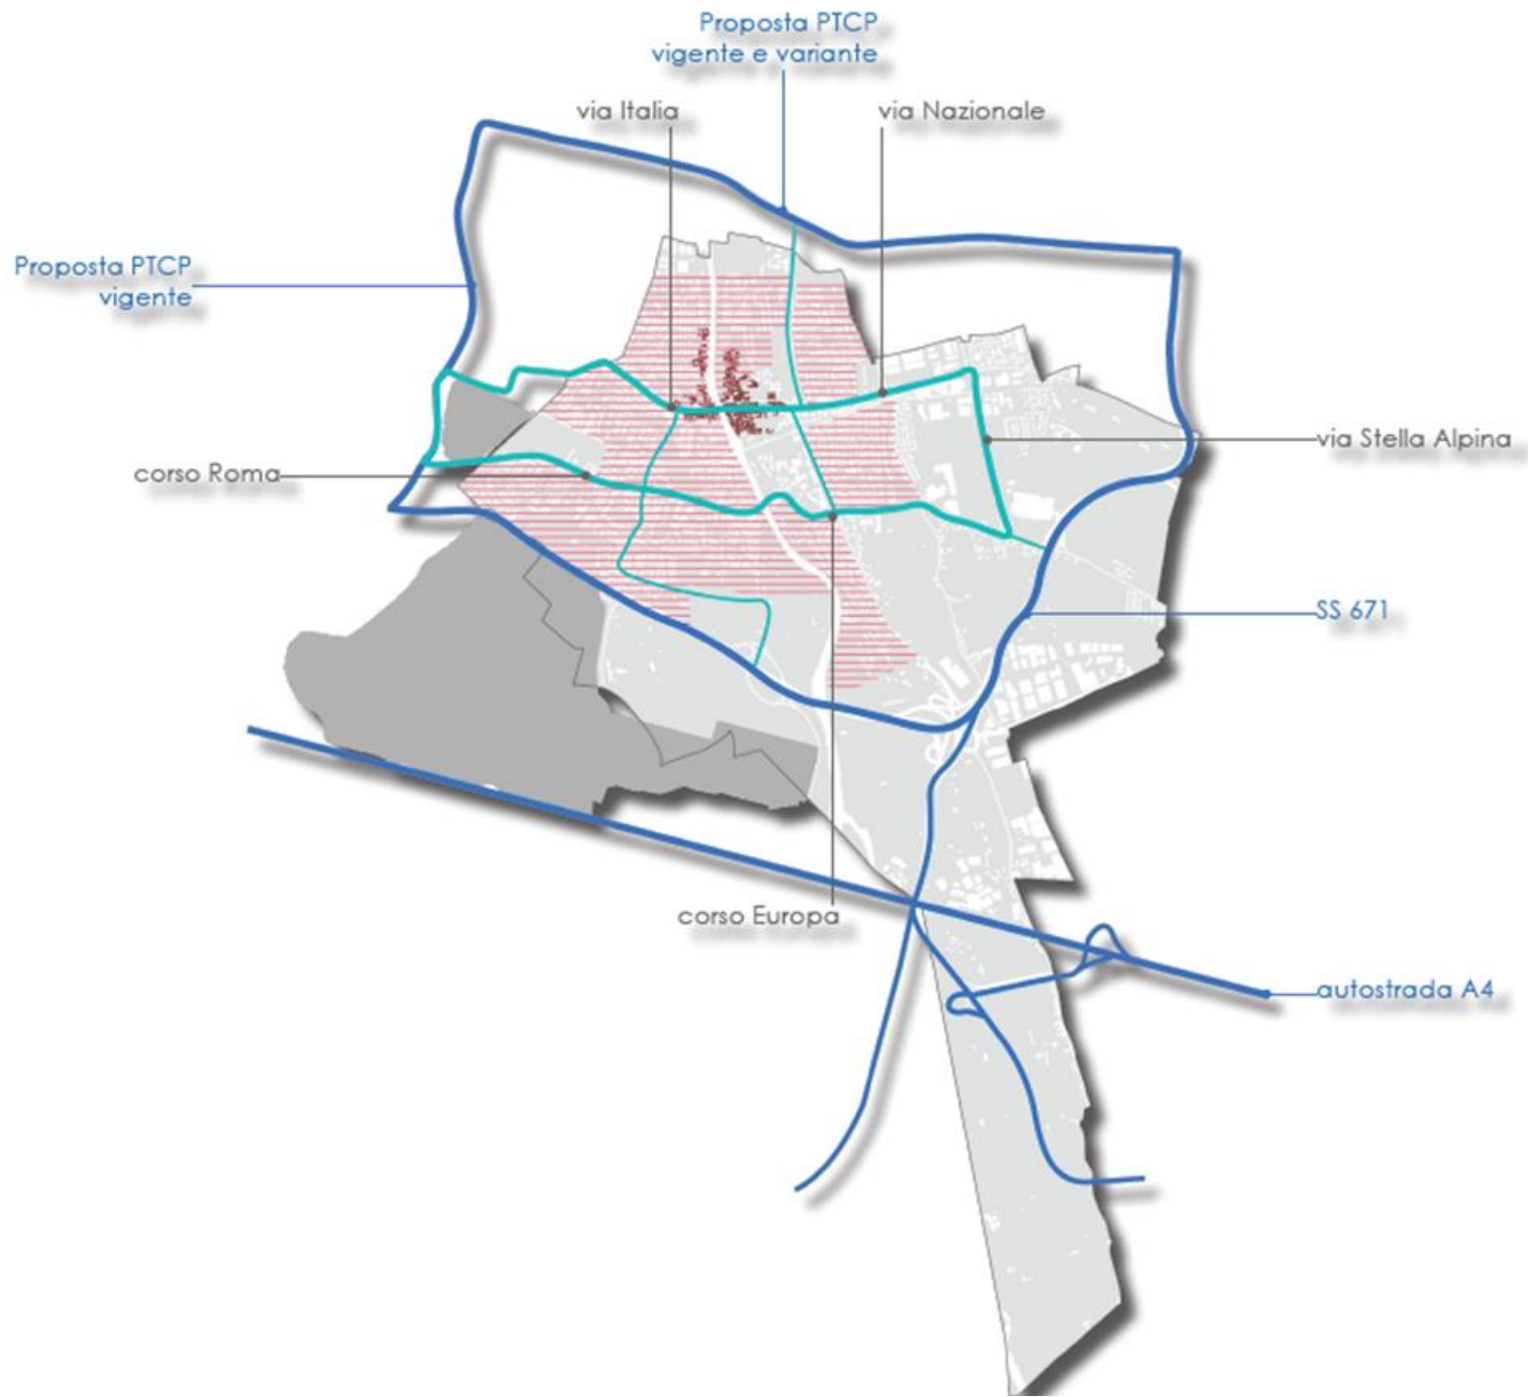 Proposta PTCP
vigente e variante
via Italia
via Nazionale
Proposta PTCP
vigente
via Stella Alpina
corso Roma
SS 671
corso Europa
autostrada A4